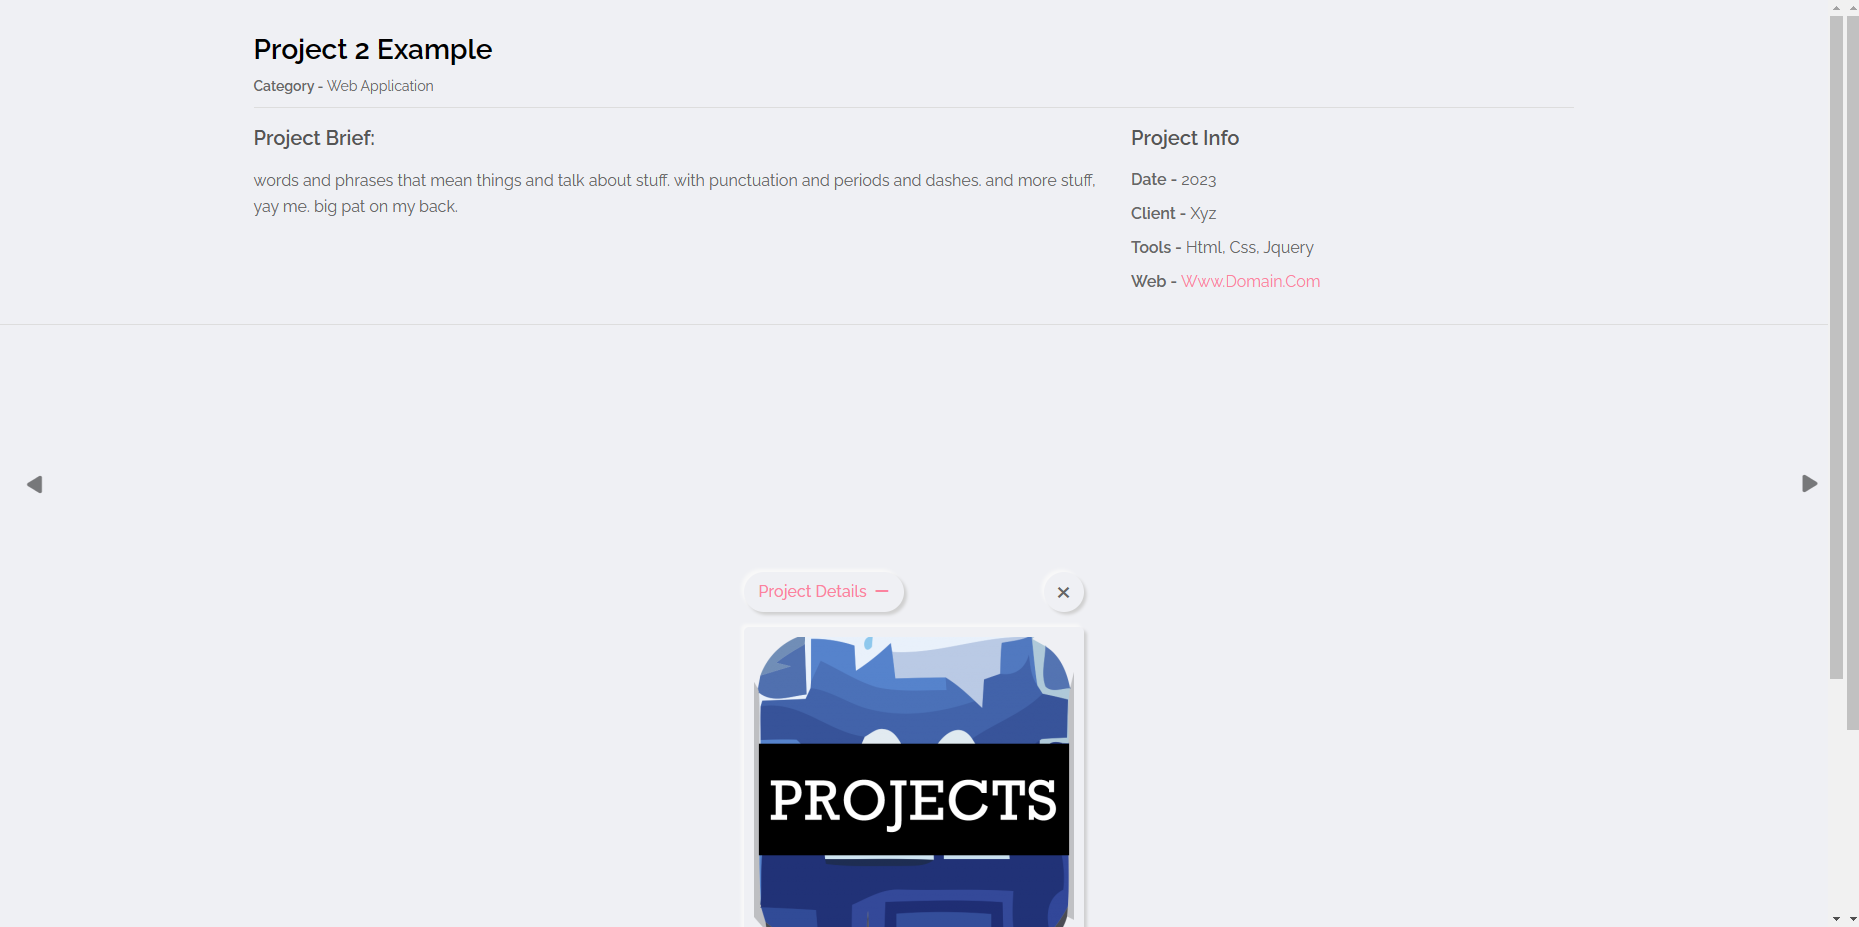 Project 2 Example
Category - Web Application
Project Brief:
words and phrases that mean things and talk about stuff. with punctuation and periods and dashes. and more stuff,
yay me. big pat on my back.
Project Info
Date - 2023
Client - Xyz
Tools - Html, Css, Jquery
Web - Www.Domain.Com
Project Details
PROJECTS